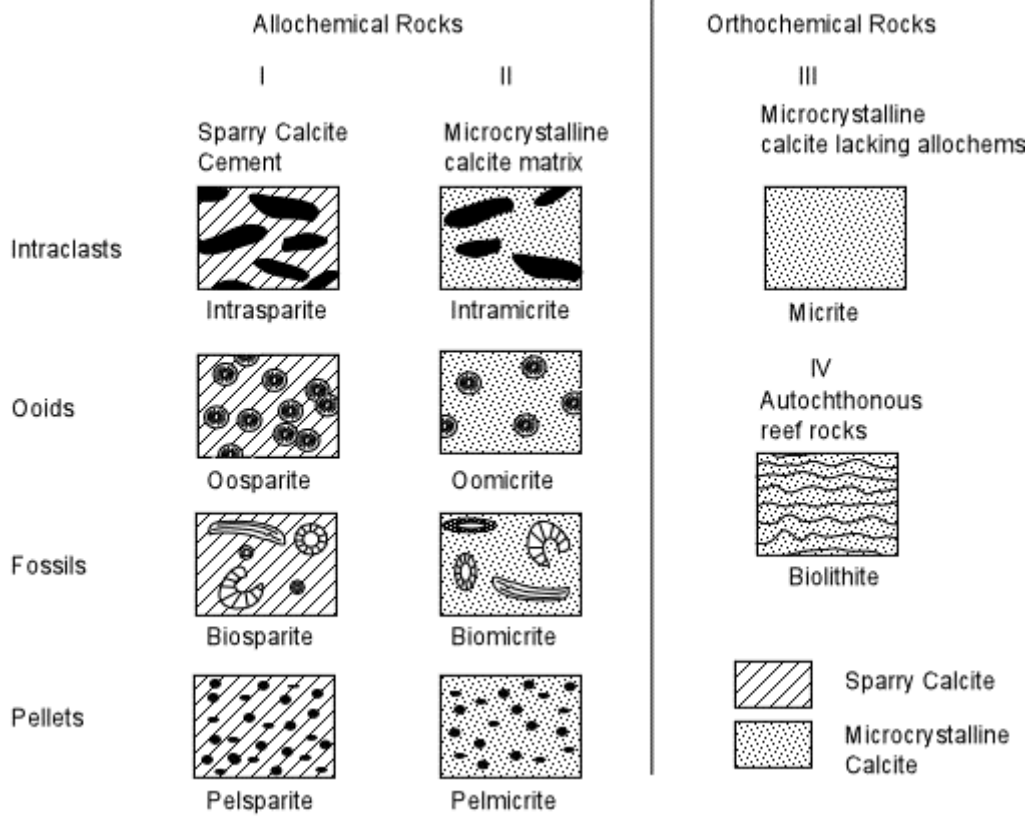 Allochemical Rocks
Orthochemical Rocks
I
II
III
Sparry Calcite
Cement
Microcrystalline
calcite matrix
Microcrystalline
calcite lacking allochems
Intraclasts
Intrasparite
Intramicrite
Micrite
IV
Autochthonous
reef rocks
Ooids
Oosparite
Oomicrite
Biolithite
Fossils
Biosparite
Biomicrite
Sparry Calcite
Microcrystalline
Calcite
Pellets
Pelsparite
Pelmicrite